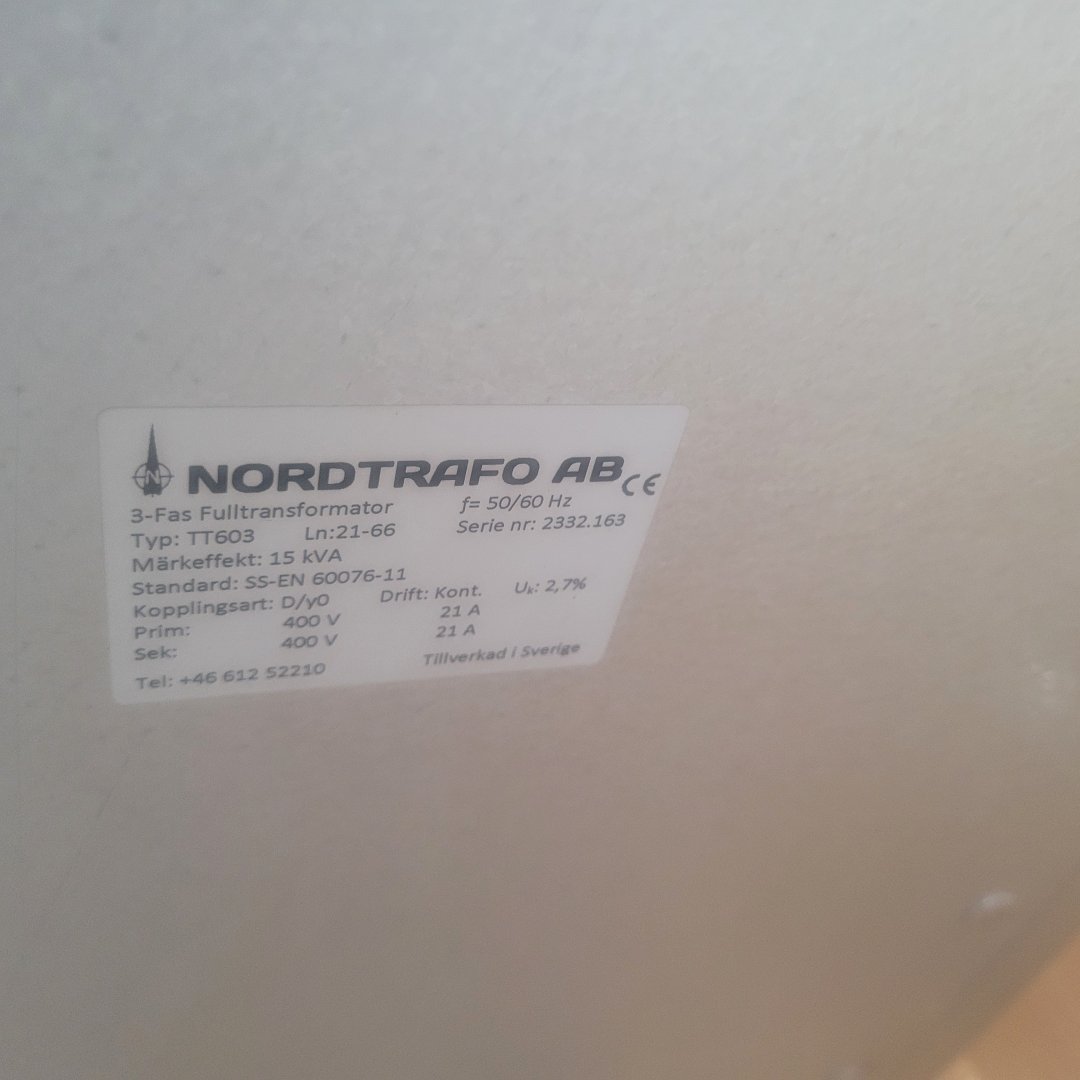 NORDTRAFO AB CE
3-Fas Fulltransformator f= 50/60 Hz
Typ: TT603 Ln:21-66 Serie nr: 2332.163
Märkeffekt: 15 kVA
Standard: SS-EN 60076-11
Kopplingsart: D/y0 Drift: Kont. Uk: 2,7%
Prim: 400 V 21 A
Sek: 400 V 21 A
Tel: +46 612 52210 Tillverkad i Sverige